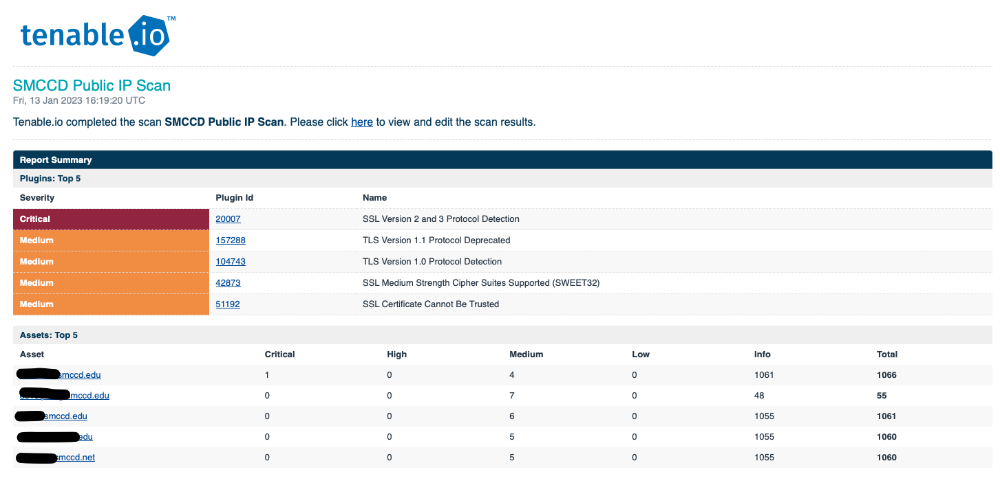 tenable.io™
SMCCD Public IP Scan
Fri, 13 Jan 2023 16:19:20 UTC
Tenable.io completed the scan SMCCD Public IP Scan. Please click here to view and edit the scan results.
Report Summary
Plugins: Top 5
Severity Plugin Id Name
Critical 20007 SSL Version 2 and 3 Protocol Detection
Medium 157288 TLS Version 1.1 Protocol Deprecated
Medium 104743 TLS Version 1.0 Protocol Detection
Medium 42873 SSL Medium Strength Cipher Suites Supported (SWEET32)
Medium 51192 SSL Certificate Cannot Be Trusted
Assets: Top 5
Asset Critical High Medium Low Info Total
smccd.edu 1 0 4 0 1061 1066
mccd.edu 0 0 7 0 48 55
smccd.edu 0 0 6 0 1055 1061
edu 0 0 5 0 1055 1060
smccd.net 0 0 5 0 1055 1060